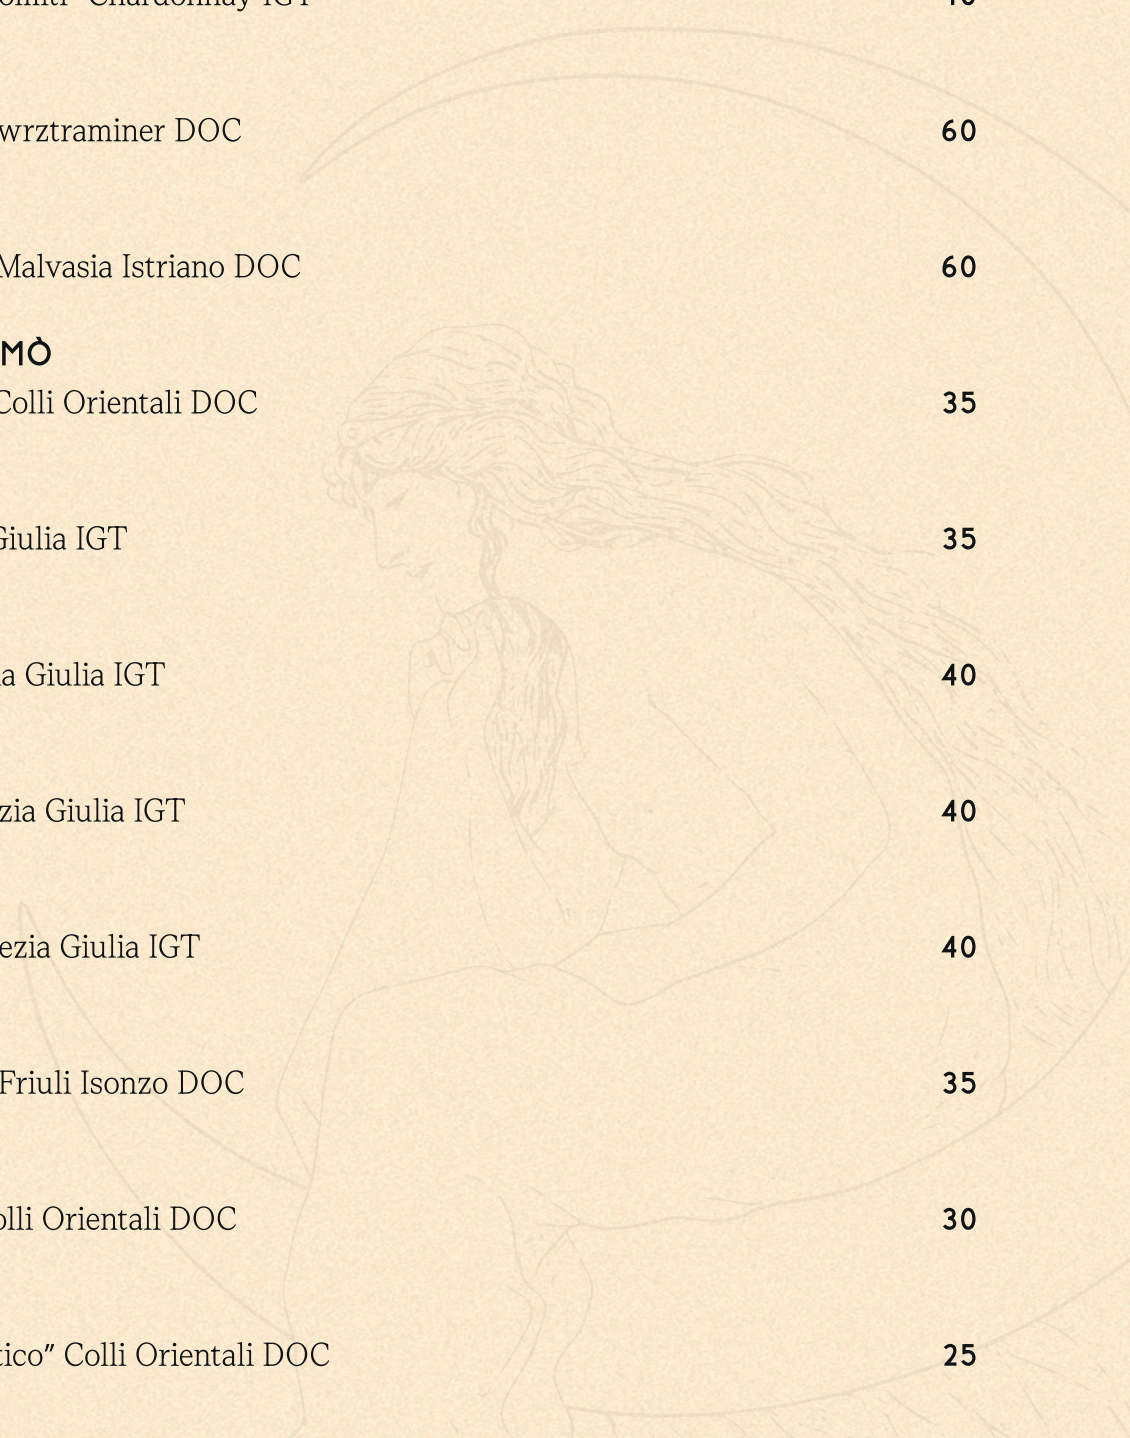 Chardonnay IGT
wrztraminer DOC 60
Malvasia Istriano DOC 60
MÒ
Colli Orientali DOC 35
Giulia IGT 35
Giulia IGT 40
zia Giulia IGT 40
ezia Giulia IGT 40
Friuli Isonzo DOC 35
olli Orientali DOC 30
tico” Colli Orientali DOC 25